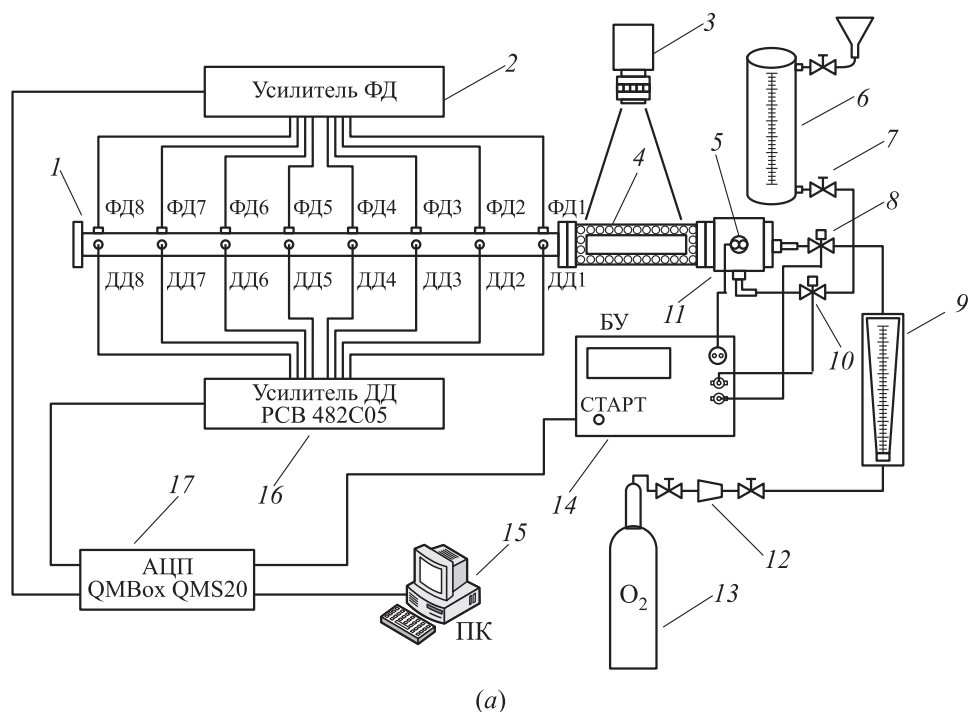 3
2
Усилитель ФД
6
5
7
4
1
8
ФД8 ФД7 ФД6 ФД5 ФД4 ФД3 ФД2 ФД1
ДД8 ДД7 ДД6 ДД5 ДД4 ДД3 ДД2 ДД1
11
9
БУ
10
Усилитель ДД
PCB 482C05
СТАРТ
17
16
14
12
15
13
АЦП
QMBox QMS20
O2
ПК
(а)